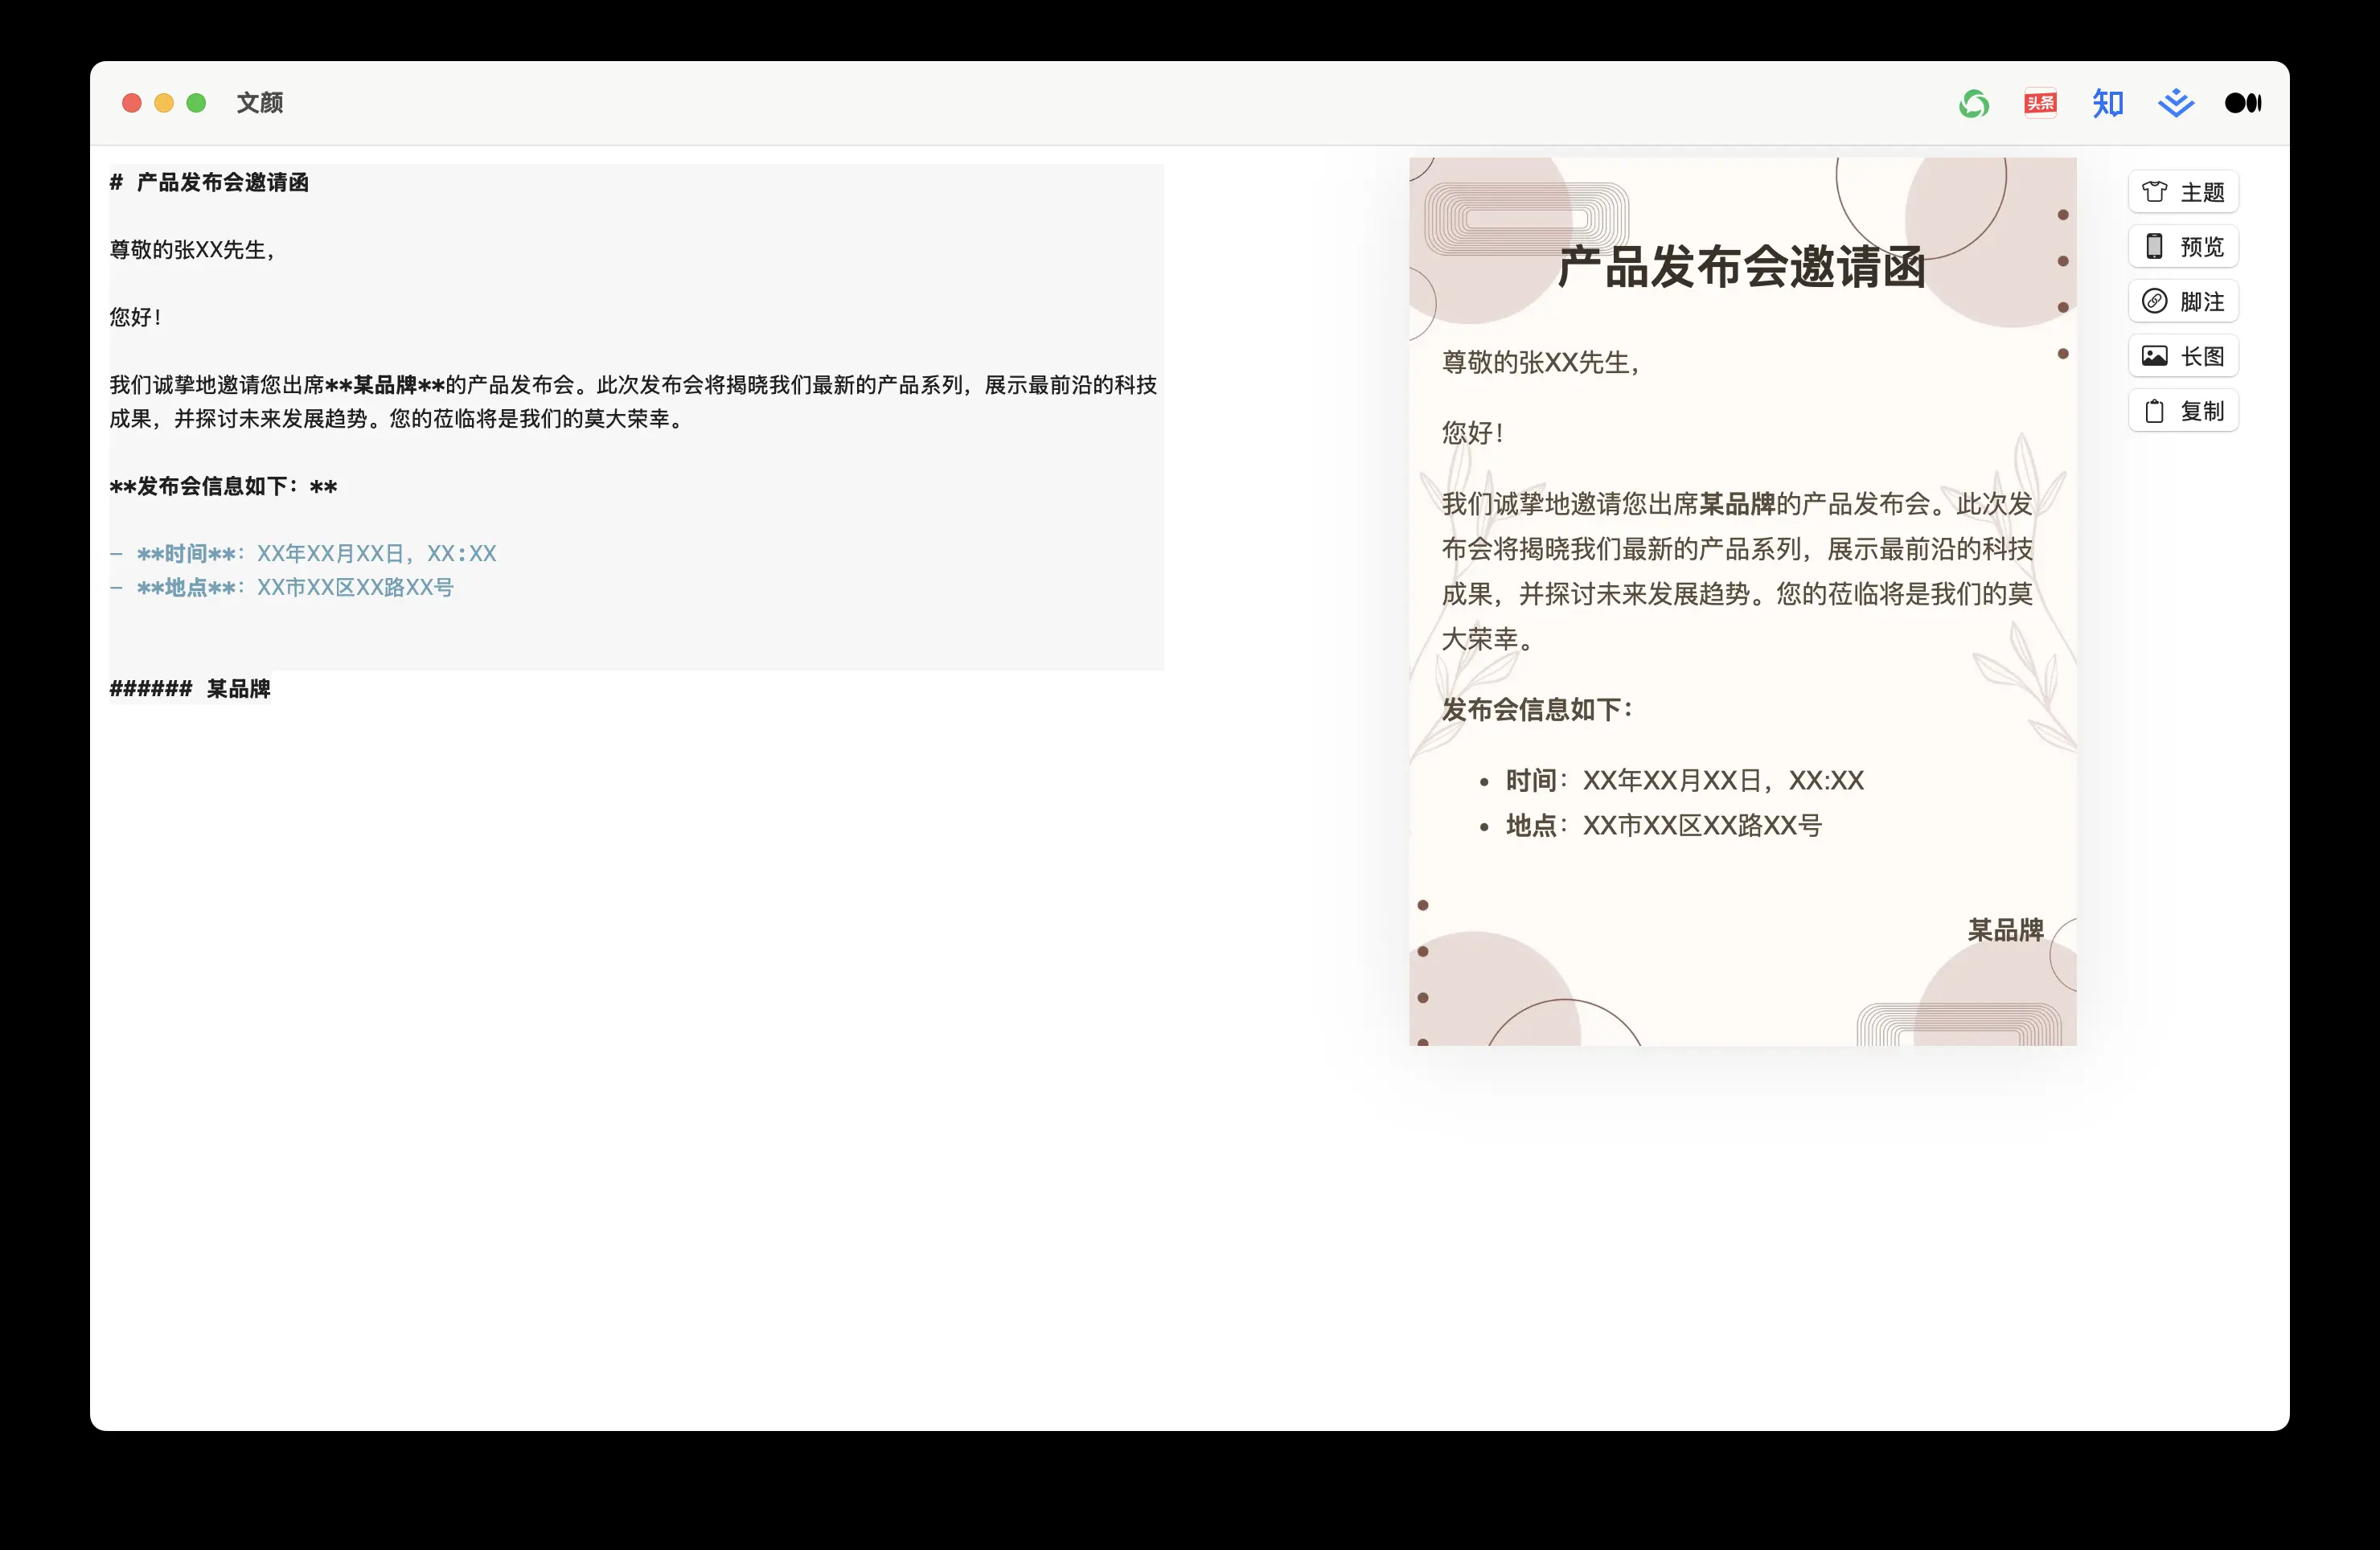 文颜
头条
知
# 产品发布会邀请函
尊敬的张XX先生，
您好！
我们诚挚地邀请您出席**某品牌**的产品发布会。此次发布会将揭晓我们最新的产品系列，展示最前沿的科技
成果，并探讨未来发展趋势。您的莅临将是我们的莫大荣幸。
**发布会信息如下：**
- **时间**：XX年XX月XX日，XX:XX
- **地点**：XX市XX区XX路XX号
###### 某品牌
产品发布会邀请函
尊敬的张XX先生，
您好！
我们诚挚地邀请您出席某品牌的产品发布会。此次发
布会将揭晓我们最新的产品系列，展示最前沿的科技
成果，并探讨未来发展趋势。您的莅临将是我们的莫
大荣幸。
发布会信息如下：
• 时间：XX年XX月XX日，XX:XX
• 地点：XX市XX区XX路XX号
某品牌
主题
预览
脚注
长图
复制